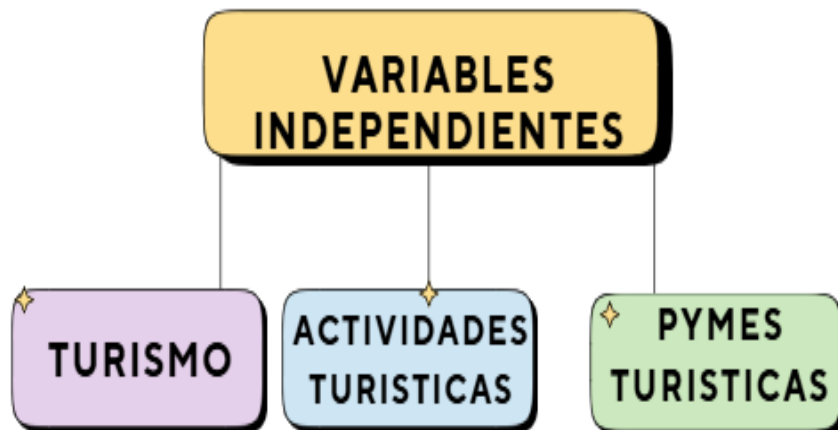 VARIABLES
INDEPENDIENTES
TURISMO
ACTIVIDADES
TURISTICAS
PYMES
TURISTICAS